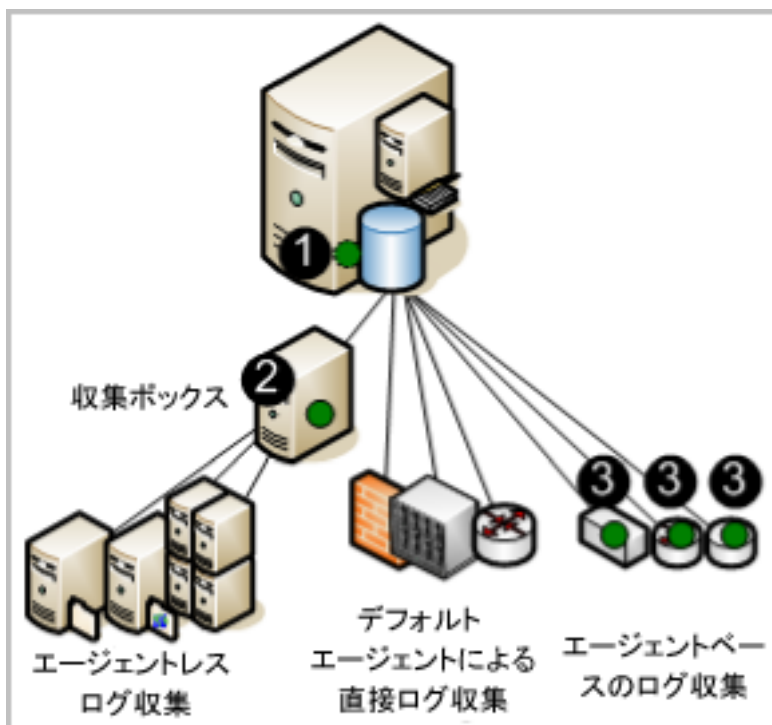 1
収集ボックス
2
3 3 3
エージェントレス
ログ収集
デフォルト
エージェントによる
直接ログ収集
エージェントベー
スのログ収集